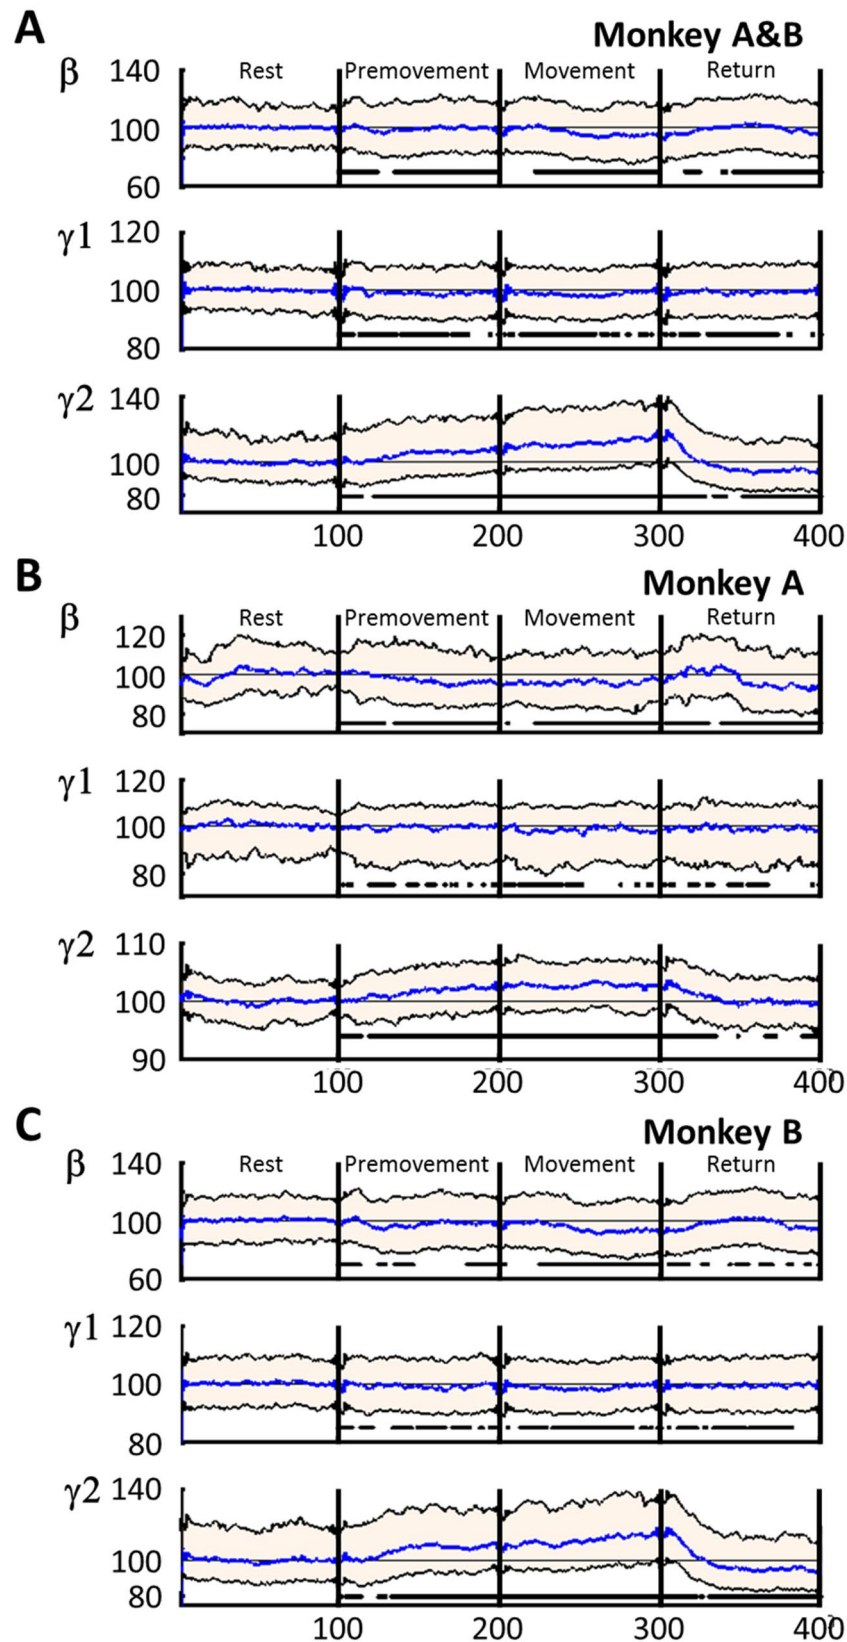 A
Monkey A&B
β 140 Rest Premovement Movement Return
100
60
γ1 120
100
80
γ2 140
100
80
100 200 300 400
B
Monkey A
β Rest Premovement Movement Return
120
100
80
γ1 120
100
80
γ2 110
100
90
100 200 300 400
C
Monkey B
β 140 Rest Premovement Movement Return
100
60
γ1 120
100
80
γ2 140
100
80
100 200 300 400